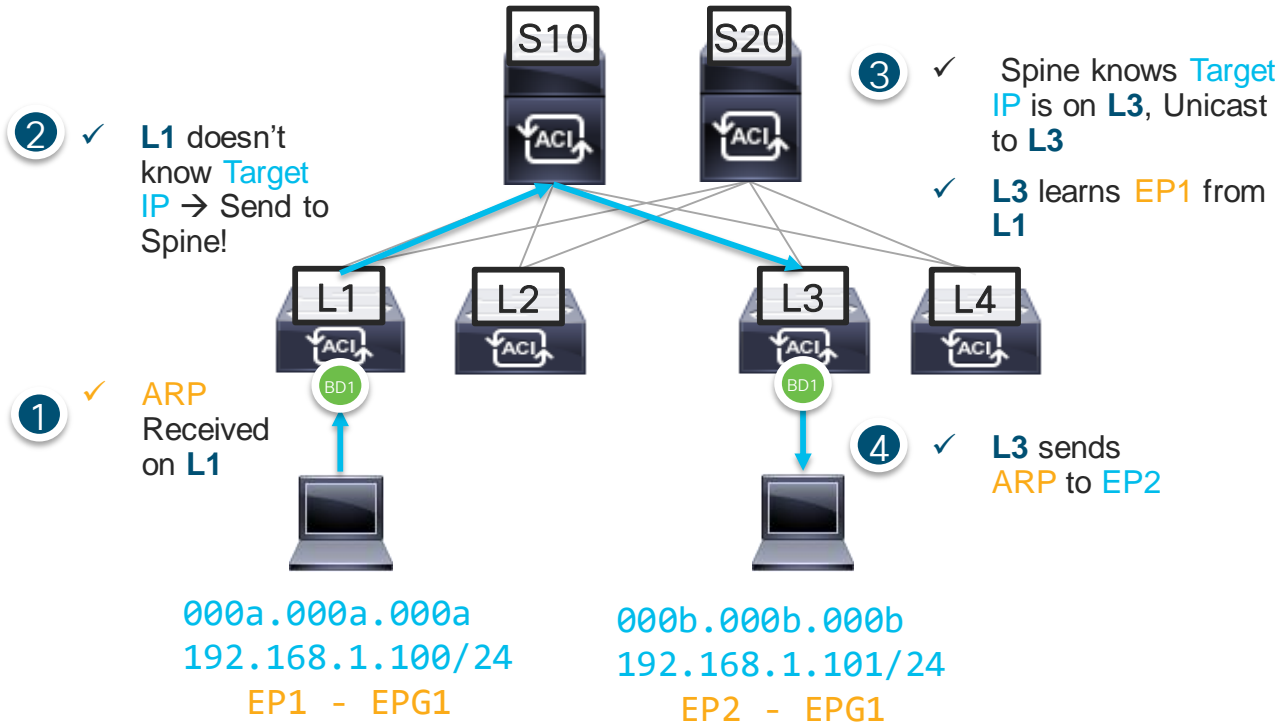 S10
S20
3
✓ Spine knows Target
IP is on L3, Unicast
to L3
✓ L3 learns EP1 from
L1
2
✓ L1 doesn’t
know Target
IP → Send to
Spine!
ACI
ACI
L1
L2
L3
L4
ACI
ACI
ACI
ACI
BD1
BD1
1
✓ ARP
Received
on L1
4
✓ L3 sends
ARP to EP2
000a.000a.000a
192.168.1.100/24
EP1 - EPG1
000b.000b.000b
192.168.1.101/24
EP2 - EPG1